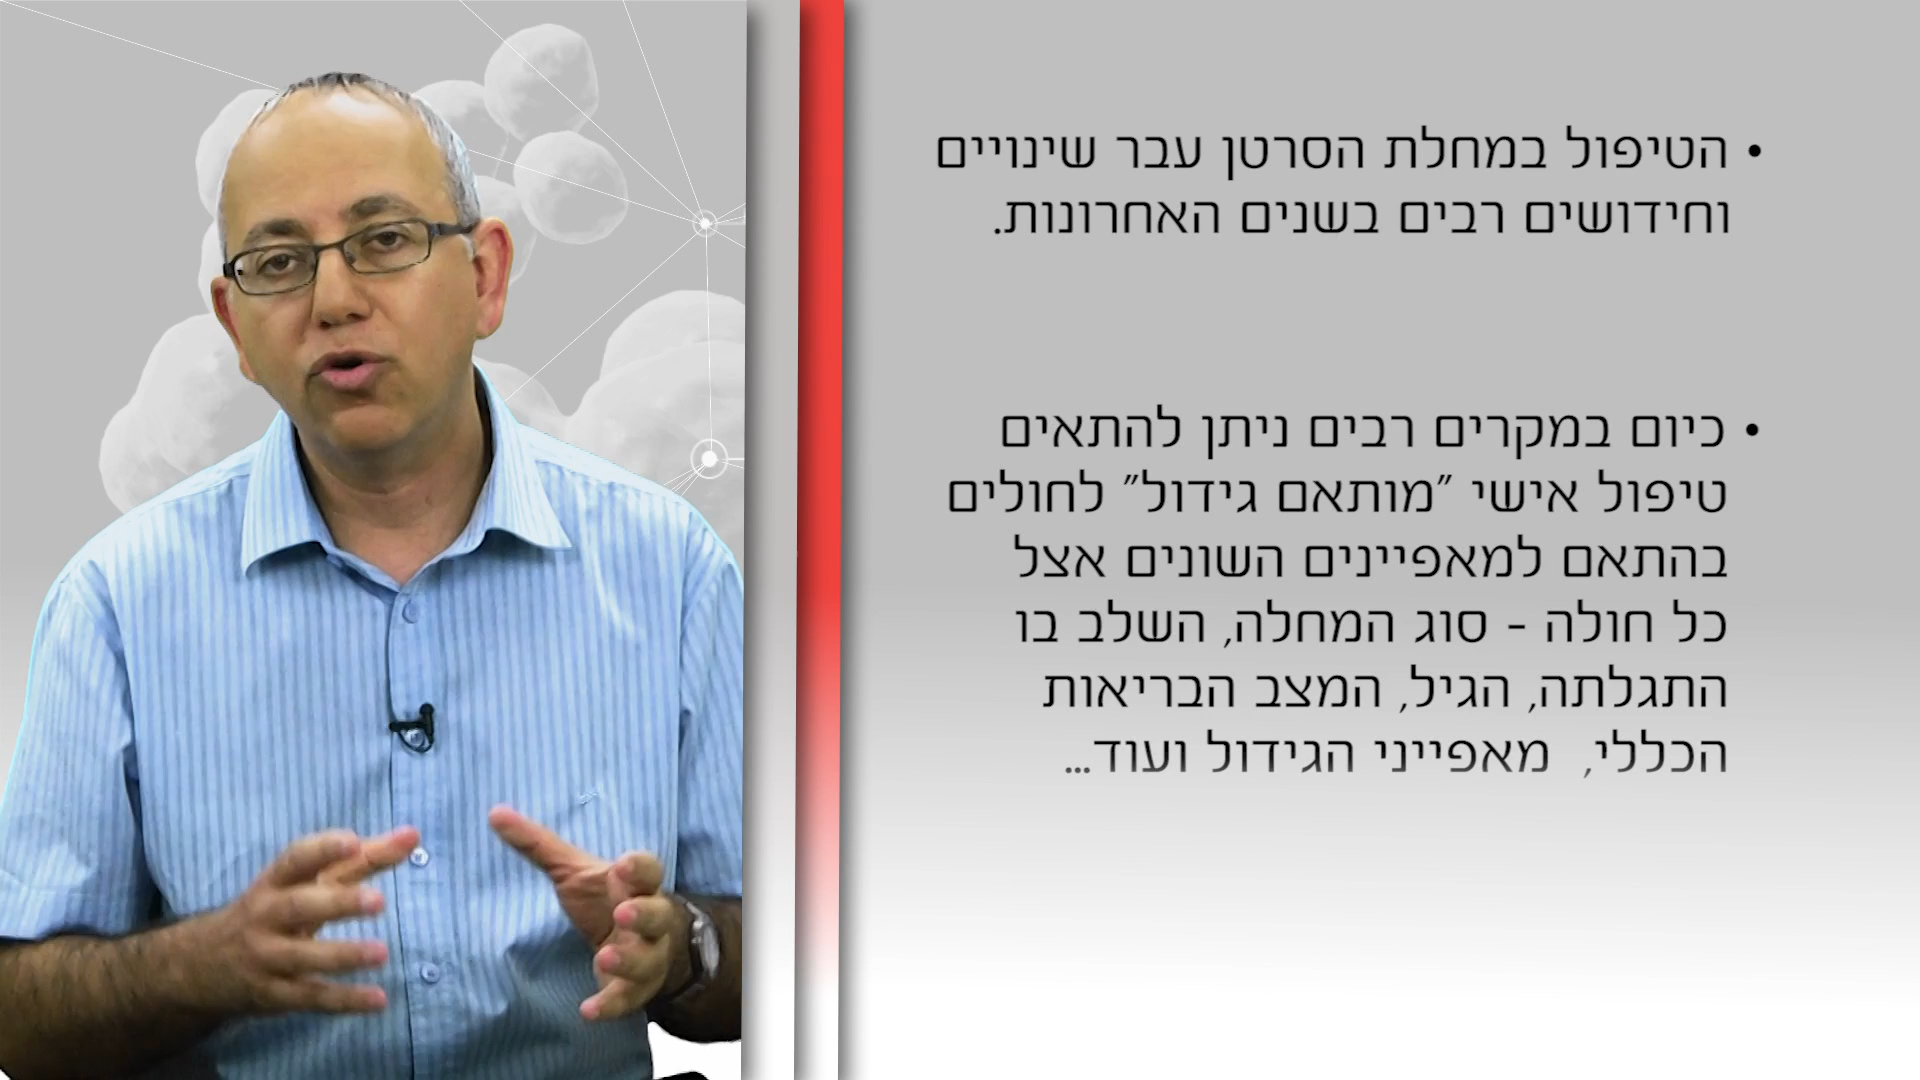 • הטיפול במחלת הסרטן עבר שינויים
וחידושים רבים בשנים האחרונות.
• כיום במקרים רבים ניתן להתאים
טיפול אישי "מותאם גידול" לחולים
בהתאם למאפיינים השונים אצל
כל חולה - סוג המחלה, השלב בו
התגלתה, הגיל, המצב הבריאות
הכללי, מאפייני הגידול ועוד...